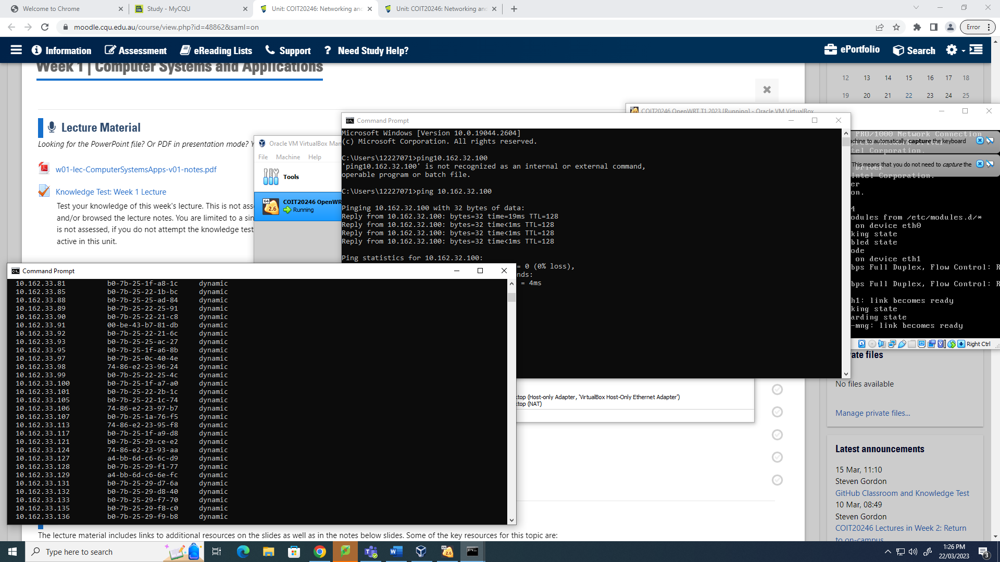 Welcome to Chrome
Study - MyCQU
Unit: COIT20246: Networking and
Unit: COIT20246: Networking and
moodle.cqu.edu.au/course/view.php?id=48862&saml=on
Error
Information
Assessment
eReading Lists
Support
? Need Study Help?
ePortfolio
Search
Week 1 | Computer Systems and Applications
12 13 14 15 16 17 18
19 20 21 22 23 24 25
Lecture Material
Looking for the PowerPoint file? Or PDF in presentation mode? Y
w01-lec-ComputerSystemsApps-v01-notes.pdf
Knowledge Test: Week 1 Lecture
Test your knowledge of this week's lecture. This is not ass
and/or browsed the lecture notes. You are limited to a sin
is not assessed, if you do not attempt the knowledge test
active in this unit.
Oracle VM VirtualBox Man
File Machine Help
Tools
COIT20246 OpenWR
Running
64
2.6
COIT20246 OpenWRT T1 2023 [Running] - Oracle VM VirtualBox
PRO/1000 Network Connection
achine to automatically capture the keyboard
ntel Corporation.
This means that you do not need to capture the
Driver
Intel Corporation.
er
on.
4
odules from /etc/modules.d/*
on device eth0
king state
bled state
ode
on device eth1
bps Full Duplex, Flow Control: R
bps Full Duplex, Flow Control: R
h1: link becomes ready
king state
arding state
-mng: link becomes ready
Right Ctrl
Command Prompt
Microsoft Windows [Version 10.0.19044.2604]
(c) Microsoft Corporation. All rights reserved.
C:\Users\12227071>ping10.162.32.100
'ping10.162.32.100' is not recognized as an internal or external command,
operable program or batch file.
C:\Users\12227071>ping 10.162.32.100
Pinging 10.162.32.100 with 32 bytes of data:
Reply from 10.162.32.100: bytes=32 time=19ms TTL=128
Reply from 10.162.32.100: bytes=32 time<1ms TTL=128
Reply from 10.162.32.100: bytes=32 time<1ms TTL=128
Reply from 10.162.32.100: bytes=32 time<1ms TTL=128
Ping statistics for 10.162.32.100:
= 0 (0% loss),
nds:
= 4ms
Command Prompt
10.162.33.81 b0-7b-25-1f-a8-1c dynamic
10.162.33.85 b0-7b-25-22-1b-bc dynamic
10.162.33.88 b0-7b-25-25-ad-84 dynamic
10.162.33.89 b0-7b-25-22-25-91 dynamic
10.162.33.90 b0-7b-25-22-21-c8 dynamic
10.162.33.91 00-be-43-b7-81-db dynamic
10.162.33.92 b0-7b-25-22-21-6c dynamic
10.162.33.93 b0-7b-25-25-ac-27 dynamic
10.162.33.95 b0-7b-25-1f-a6-8b dynamic
10.162.33.97 b0-7b-25-0c-40-4e dynamic
10.162.33.98 74-86-e2-23-96-24 dynamic
10.162.33.99 b0-7b-25-22-25-4c dynamic
10.162.33.100 b0-7b-25-1f-a7-a0 dynamic
10.162.33.101 b0-7b-25-22-2b-1c dynamic
10.162.33.105 b0-7b-25-22-1c-74 dynamic
10.162.33.106 74-86-e2-23-97-b7 dynamic
10.162.33.107 b0-7b-25-1a-76-f5 dynamic
10.162.33.113 74-86-e2-23-95-f8 dynamic
10.162.33.117 b0-7b-25-1f-a9-d8 dynamic
10.162.33.121 b0-7b-25-29-ce-e2 dynamic
10.162.33.124 74-86-e2-23-93-aa dynamic
10.162.33.127 a4-bb-6d-c6-6c-d9 dynamic
10.162.33.128 b0-7b-25-29-f1-77 dynamic
10.162.33.129 a4-bb-6d-c6-6e-fc dynamic
10.162.33.131 b0-7b-25-29-d7-6a dynamic
10.162.33.132 b0-7b-25-29-d8-40 dynamic
10.162.33.133 b0-7b-25-29-f7-70 dynamic
10.162.33.135 b0-7b-25-29-f8-c0 dynamic
10.162.33.136 b0-7b-25-29-f9-b8 dynamic
ktop (Host-only Adapter, 'VirtualBox Host-Only Ethernet Adapter')
ktop (NAT)
ate files
No files available
Manage private files...
Latest announcements
15 Mar, 11:10
Steven Gordon
GitHub Classroom and Knowledge Test
10 Mar, 08:49
Steven Gordon
COIT20246 Lectures in Week 2: Return
to on-campus
The lecture material includes links to additional resources on the slides as well as in the notes below slides. Some of the key resources for this topic are:
Type here to search
1:26 PM
22/03/2023
3